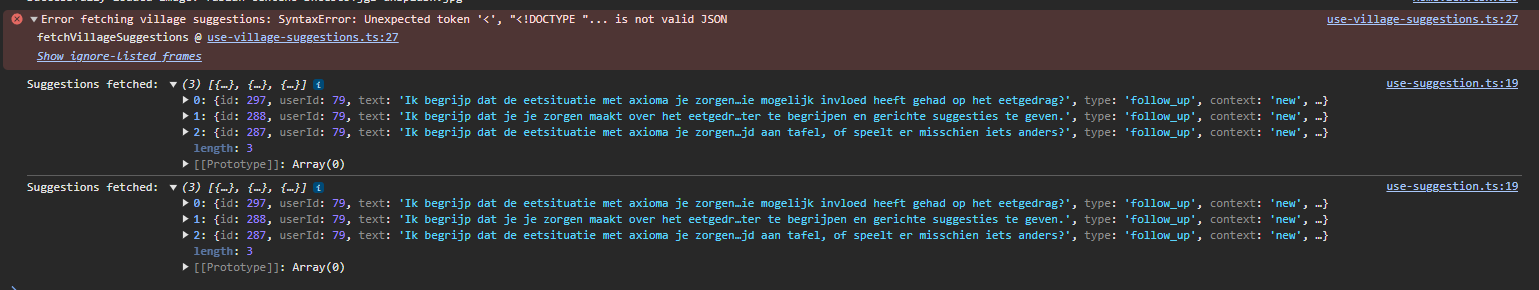 Error fetching village suggestions: SyntaxError: Unexpected token '<', "<!DOCTYPE "... is not valid JSON use-village-suggestions.ts:27
fetchVillageSuggestions @ use-village-suggestions.ts:27
Show ignore-listed frames
Suggestions fetched: ▼ (3) [{…}, {…}, {…}] i use-suggestion.ts:19
▶ 0: {id: 297, userId: 79, text: 'Ik begrijp dat de eetsituatie met axioma je zorgen…ie mogelijk invloed heeft gehad op het eetgedrag?', type: 'follow_up', context: 'new', …}
▶ 1: {id: 288, userId: 79, text: 'Ik begrijp dat je je zorgen maakt over het eetgedr…ter te begrijpen en gerichte suggesties te geven.', type: 'follow_up', context: 'new', …}
▶ 2: {id: 287, userId: 79, text: 'Ik begrijp dat de eetsituatie met axioma je zorgen…jd aan tafel, of speelt er misschien iets anders?', type: 'follow_up', context: 'new', …}
length: 3
▶ [[Prototype]]: Array(0)
Suggestions fetched: ▼ (3) [{…}, {…}, {…}] i use-suggestion.ts:19
▶ 0: {id: 297, userId: 79, text: 'Ik begrijp dat de eetsituatie met axioma je zorgen…ie mogelijk invloed heeft gehad op het eetgedrag?', type: 'follow_up', context: 'new', …}
▶ 1: {id: 288, userId: 79, text: 'Ik begrijp dat je je zorgen maakt over het eetgedr…ter te begrijpen en gerichte suggesties te geven.', type: 'follow_up', context: 'new', …}
▶ 2: {id: 287, userId: 79, text: 'Ik begrijp dat de eetsituatie met axioma je zorgen…jd aan tafel, of speelt er misschien iets anders?', type: 'follow_up', context: 'new', …}
length: 3
▶ [[Prototype]]: Array(0)